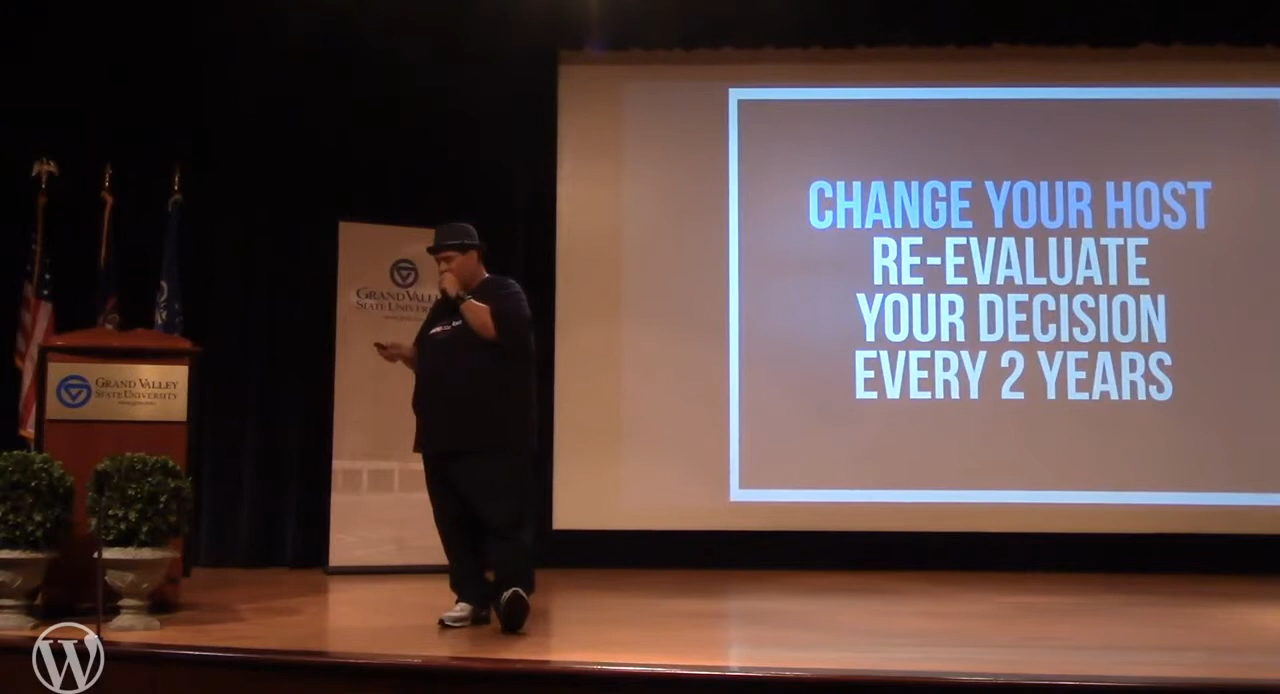 CHANGE YOUR HOST
RE-EVALUATE
YOUR DECISION
EVERY 2 YEARS
GRAND VALLEY
STATE UNIVERSITY
GRAND VALLEY
STATE UNIVERSITY
W